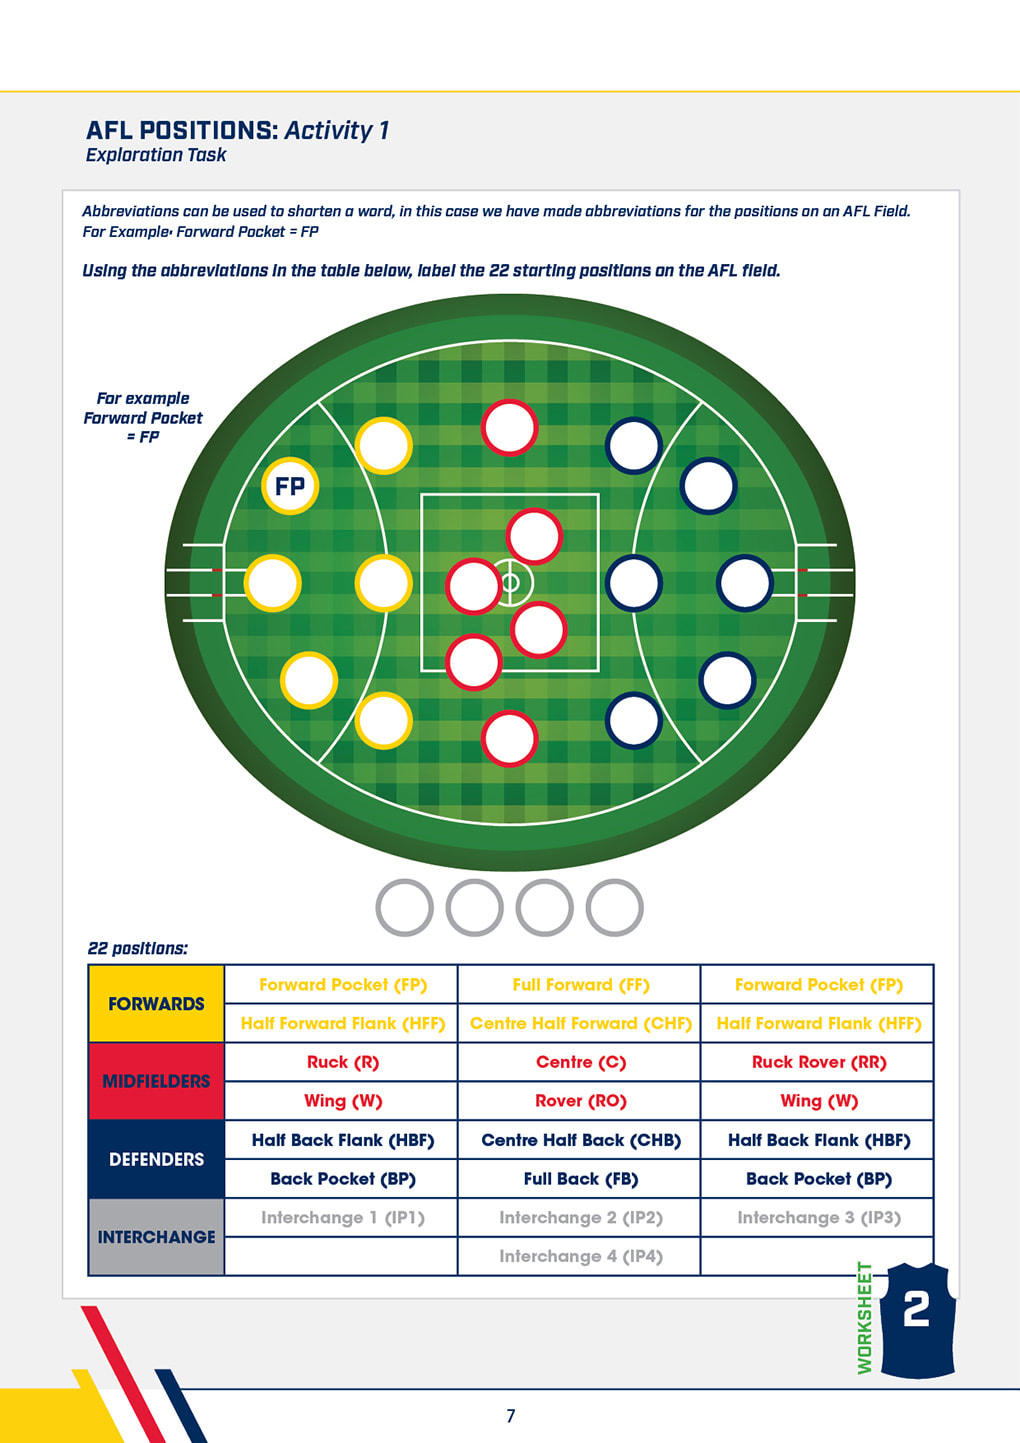 AFL POSITIONS: Activity 1
Exploration Task
Abbreviations can be used to shorten a word, in this case we have made abbreviations for the positions on an AFL Field.
For Example· Forward Pocket = FP
Using the abbreviations in the table below, label the 22 starting positions on the AFL field.
For example
Forward Pocket
= FP
FP
22 positions:
FORWARDS
Forward Pocket (FP) Full Forward (FF) Forward Pocket (FP)
Half Forward Flank (HFF) Centre Half Forward (CHF) Half Forward Flank (HFF)
MIDFIELDERS
Ruck (R) Centre (C) Ruck Rover (RR)
Wing (W) Rover (RO) Wing (W)
DEFENDERS
Half Back Flank (HBF) Centre Half Back (CHB) Half Back Flank (HBF)
Back Pocket (BP) Full Back (FB) Back Pocket (BP)
INTERCHANGE
Interchange 1 (IP1) Interchange 2 (IP2) Interchange 3 (IP3)
Interchange 4 (IP4)
WORKSHEET
2
7